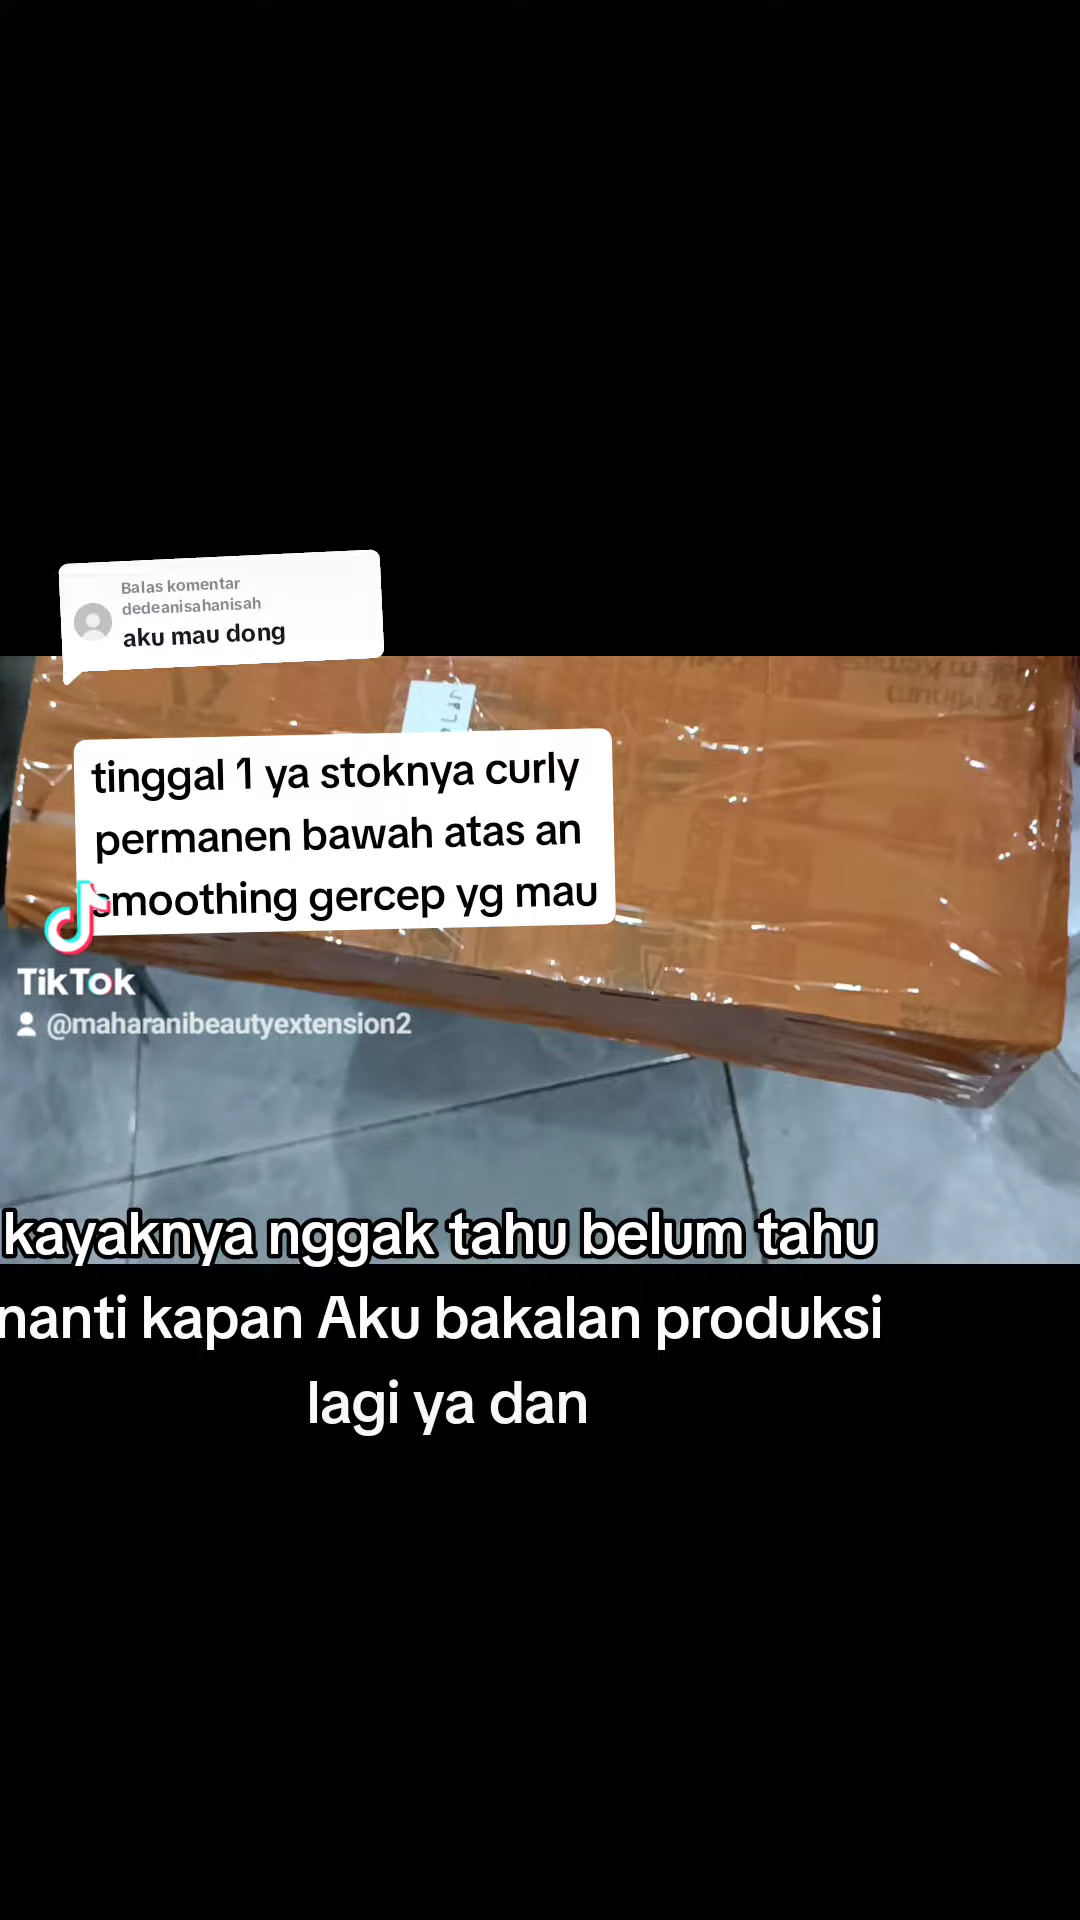 Balas komentar
dedeanisahanisah
aku mau dong
tinggal 1 ya stoknya curly
permanen bawah atas an
smoothing gercep yg mau
TikTok
@maharanibeautyextension2
kayaknya nggak tahu belum tahu
nanti kapan Aku bakalan produksi
lagi ya dan